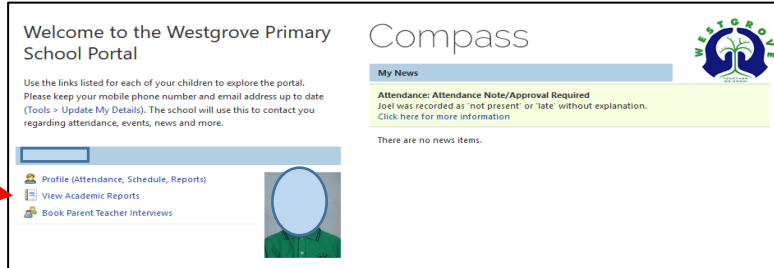 Welcome to the Westgrove Primary
School Portal
Use the links listed for each of your children to explore the portal.
Please keep your mobile phone number and email address up to date
(Tools > Update My Details). The school will use this to contact you
regarding attendance, events, news and more.
Profile (Attendance, Schedule, Reports)
View Academic Reports
Book Parent Teacher Interviews
Compass
WESTGROVE
TOGETHER
WE GROW
My News
Attendance: Attendance Note/Approval Required
Joel was recorded as 'not present' or 'late' without explanation.
Click here for more information
There are no news items.